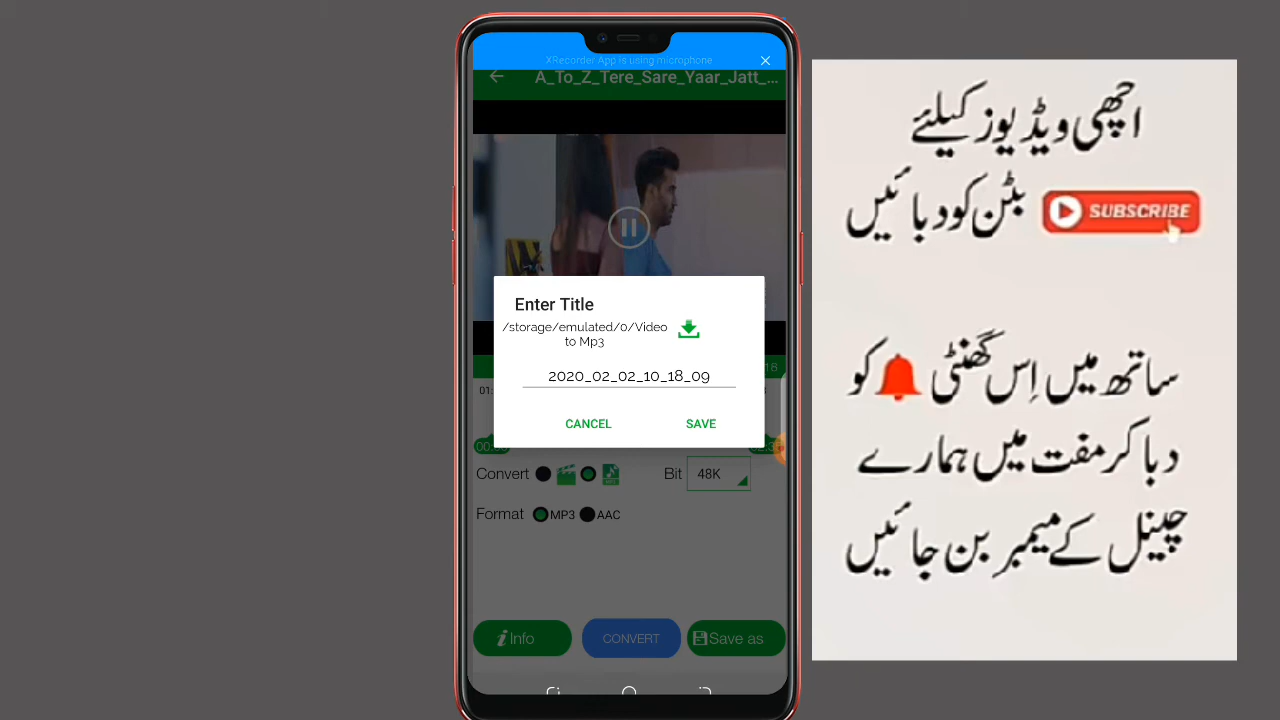 XRecorder App is using microphone
A_To_Z_Tere_Sare_Yaar_Jatt_...
Enter Title
/storage/emulated/0/Video
to Mp3
2020_02_02_10_18_09
CANCEL SAVE
Convert Bit 48K
Format MP3 AAC
Info CONVERT Save as
اچھی ویڈیوز کیلئے
SUBSCRIBE بٹن کو دبائیں
ساتھ میں اِس گھنٹی کو
دبا کر مفت میں ہمارے
چینل کے میمبر بن جائیں